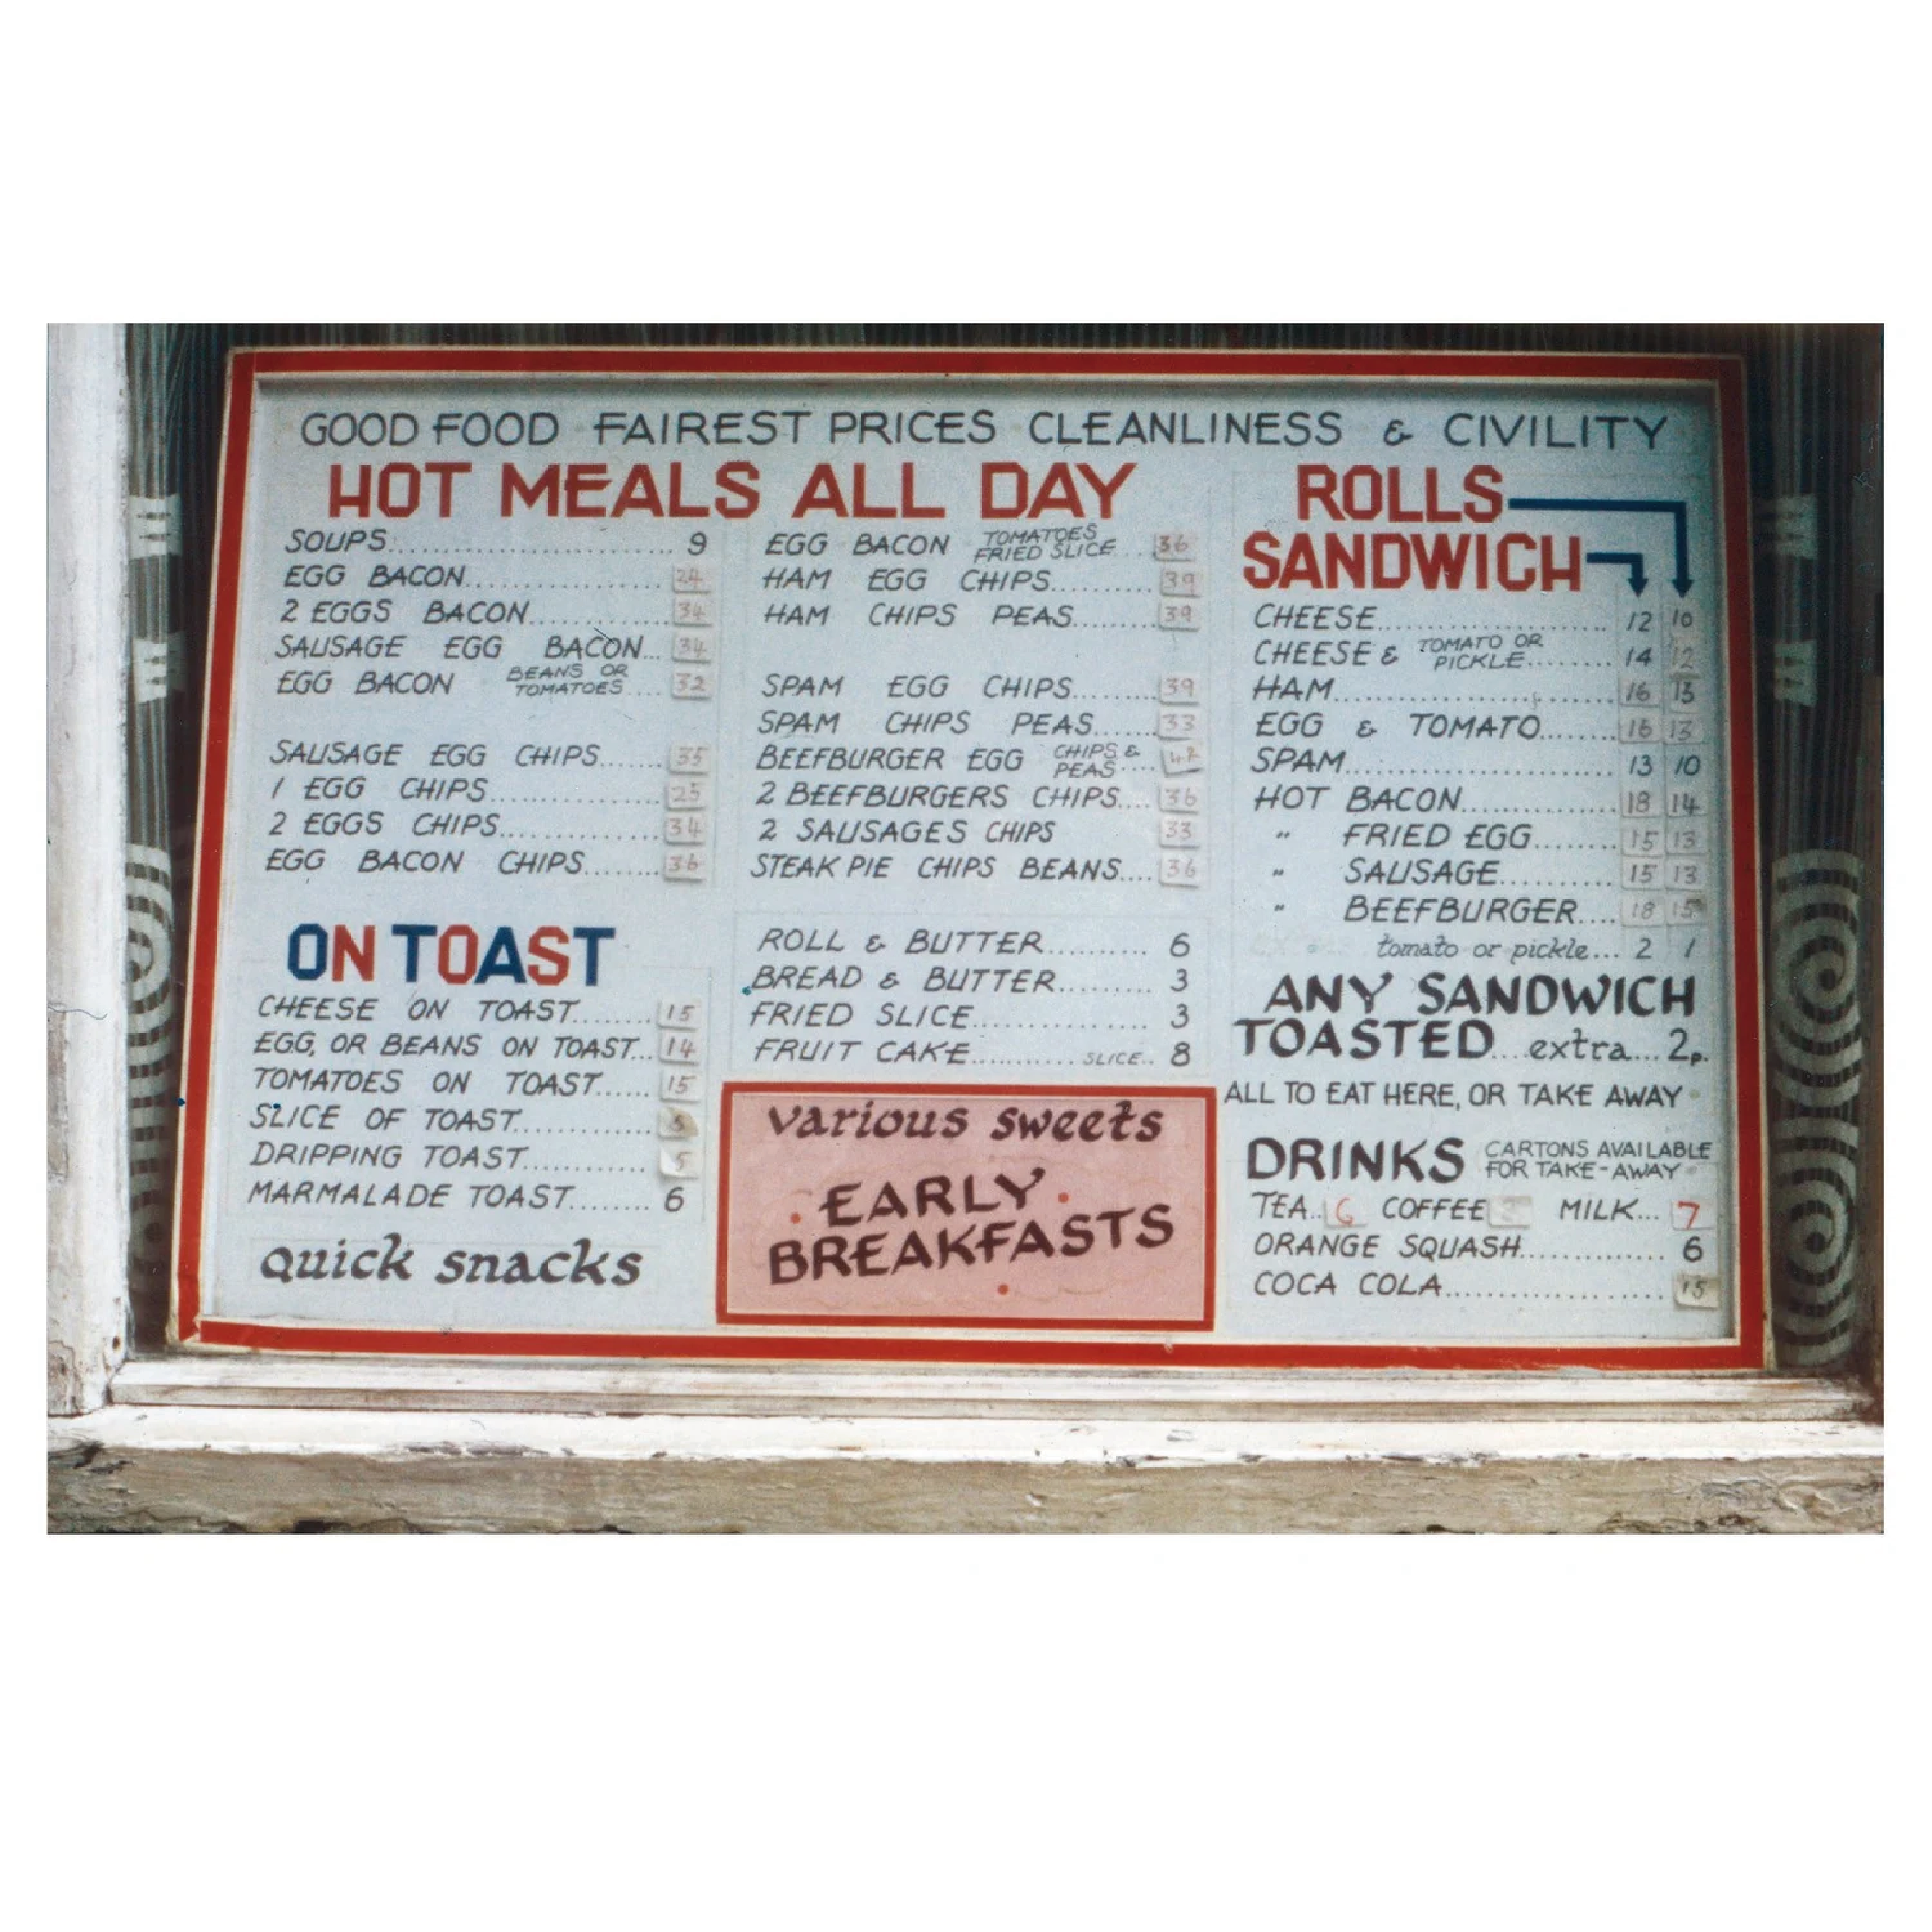 GOOD FOOD FAIREST PRICES CLEANLINESS & CIVILITY
HOT MEALS ALL DAY
SOUPS 9
EGG BACON 24
2 EGGS BACON 34
SAUSAGE EGG BACON 34
EGG BACON BEANS OR TOMATOES 32
SAUSAGE EGG CHIPS 35
1 EGG CHIPS 25
2 EGGS CHIPS 34
EGG BACON CHIPS 36
ON TOAST
CHEESE ON TOAST 15
EGG, OR BEANS ON TOAST 14
TOMATOES ON TOAST 15
SLICE OF TOAST
DRIPPING TOAST 5
MARMALADE TOAST 6
quick snacks
EGG BACON TOMATOES FRIED SLICE 36
HAM EGG CHIPS 39
HAM CHIPS PEAS 39
SPAM EGG CHIPS 39
SPAM CHIPS PEAS 33
BEEFBURGER EGG CHIPS & PEAS
2 BEEFBURGERS CHIPS 36
2 SAUSAGES CHIPS 33
STEAK PIE CHIPS BEANS 36
ROLL & BUTTER 6
BREAD & BUTTER 3
FRIED SLICE 3
FRUIT CAKE SLICE 8
various sweets
EARLY
BREAKFASTS
ROLLS
SANDWICH
CHEESE 12 10
CHEESE & TOMATO OR PICKLE 14 12
HAM 16 15
EGG & TOMATO 16 13
SPAM 13 10
HOT BACON 18 14
" FRIED EGG 15 13
" SAUSAGE 15 13
" BEEFBURGER 18 15
tomato or pickle 2 1
ANY SANDWICH
TOASTED extra 2p.
ALL TO EAT HERE, OR TAKE AWAY
DRINKS CARTONS AVAILABLE FOR TAKE-AWAY
TEA 6 COFFEE MILK 7
ORANGE SQUASH 6
COCA COLA 15